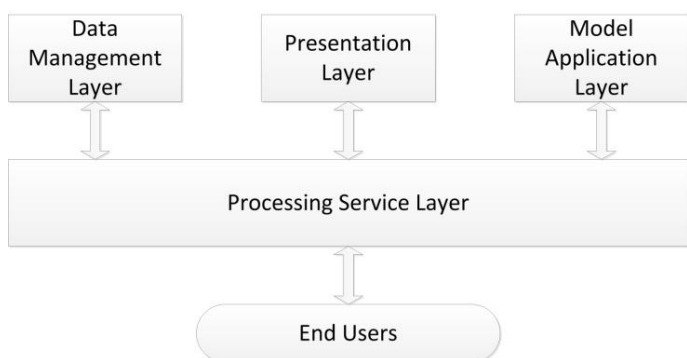 Data
Management
Layer
Presentation
Layer
Model
Application
Layer
Processing Service Layer
End Users